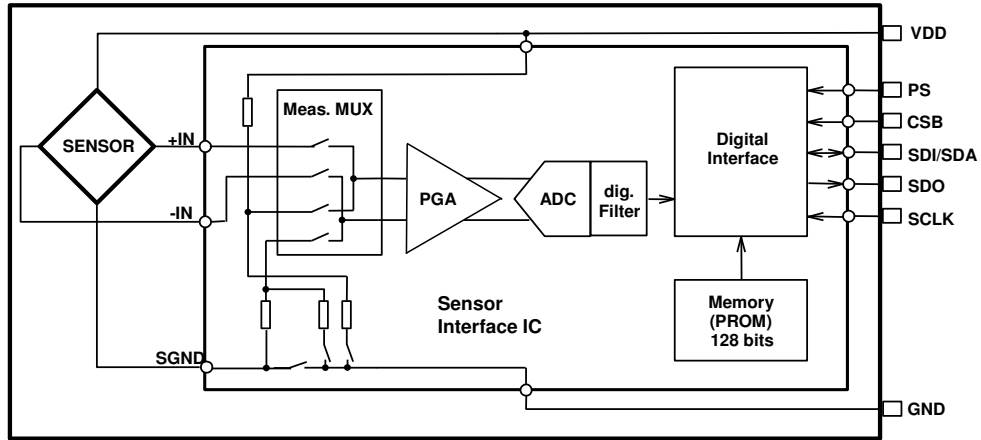 VDD
Meas. MUX
PS
+IN
SENSOR
Digital
Interface
CSB
SDI/SDA
PGA
ADC
dig.
Filter
SDO
-IN
SCLK
Sensor
Interface IC
Memory
(PROM)
128 bits
SGND
GND